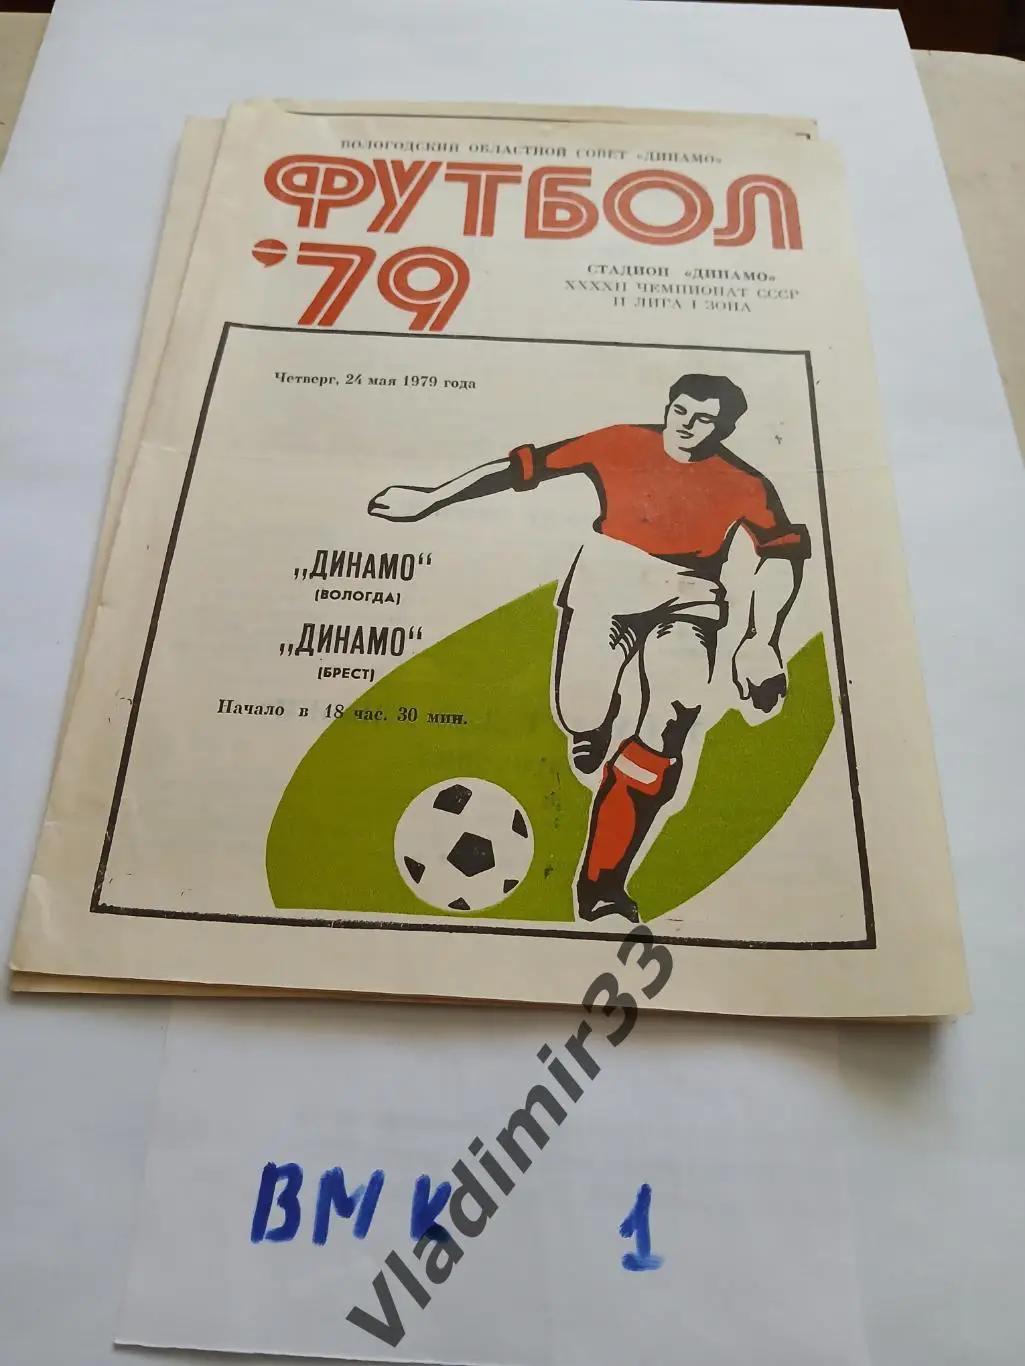 ВОЛОГОДСКИЙ ОБЛАСТНОЙ СОВЕТ «ДИНАМО»
ФУТБОЛ
'79
СТАДИОН «ДИНАМО»
XXXXII ЧЕМПИОНАТ СССР
II ЛИГА I ЗОНА
Четверг, 24 мая 1979 года
„ДИНАМО"
(ВОЛОГДА)
„ДИНАМО"
(БРЕСТ)
Начало в 18 час. 30 мин.
ВМК 1
Vladimir33